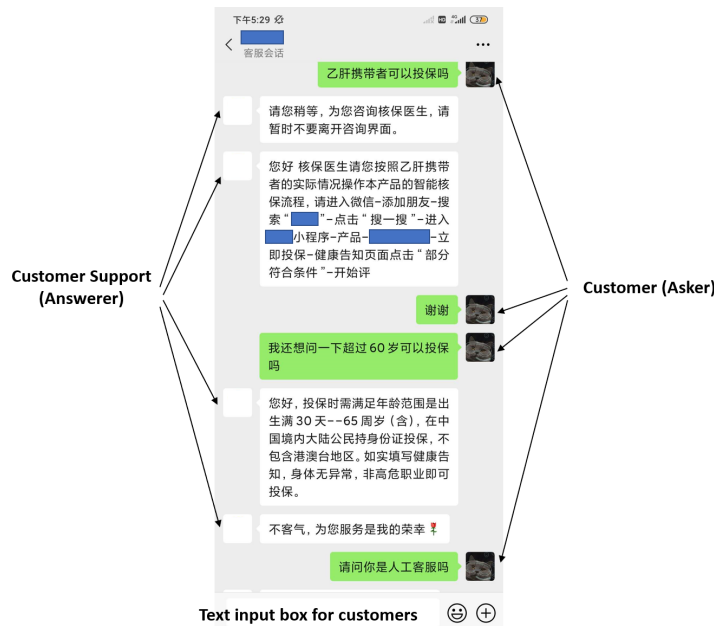 下午5:29
HD 4G 37
客服会话
乙肝携带者可以投保吗
请您稍等，为您咨询核保医生，请
暂时不要离开咨询界面。
您好 核保医生请您按照乙肝携带
者的实际情况操作本产品的智能核
保流程，请进入微信-添加朋友-搜
索“ ”-点击“搜一搜”-进入
小程序-产品- -立
即投保-健康告知页面点击“部分
符合条件”-开始评
Customer Support
(Answerer)
Customer (Asker)
谢谢
我还想问一下超过60岁可以投保
吗
您好，投保时需满足年龄范围是出
生满30天--65周岁（含），在中
国境内大陆公民持身份证投保，不
包含港澳台地区。如实填写健康告
知，身体无异常，非高危职业即可
投保。
不客气，为您服务是我的荣幸🌹
请问你是人工客服吗
Text input box for customers